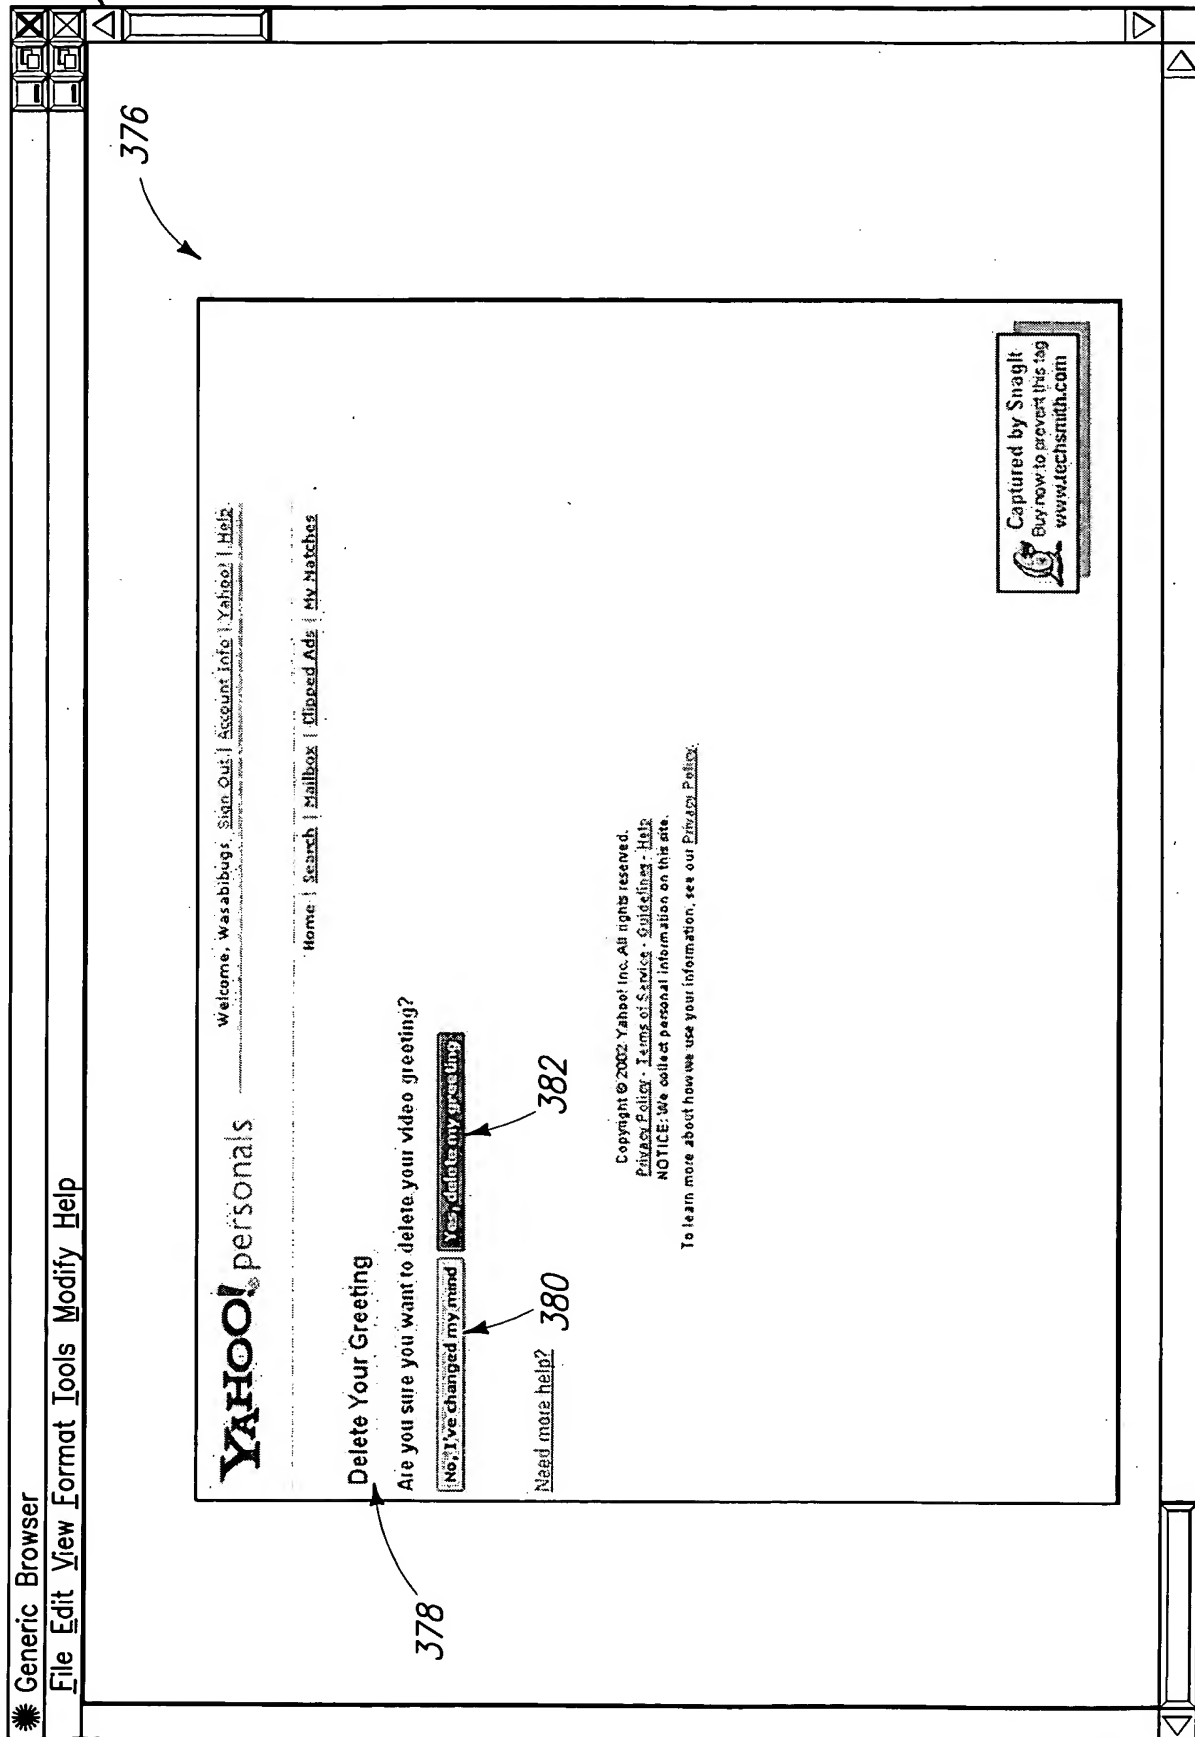 Generic Browser
File Edit View Format Tools Modify Help
376
YAHOO! personals
Welcome, Wasabibugs Sign Out | Account Info | Yahoo! | Help
Home | Search | Mailbox | Clipped Ads | My Matches
378
Delete Your Greeting
Are you sure you want to delete your video greeting?
No, I've changed my mind
Yes, delete my greeting
380
382
Need more help?
Copyright © 2002 Yahoo! Inc. All rights reserved.
Privacy Policy - Terms of Service - Guidelines - Help
NOTICE: We collect personal information on this site.
To learn more about how we use your information, see our Privacy Policy.
Captured by SnagIt
Buy now to prevent this tag
www.techsmith.com